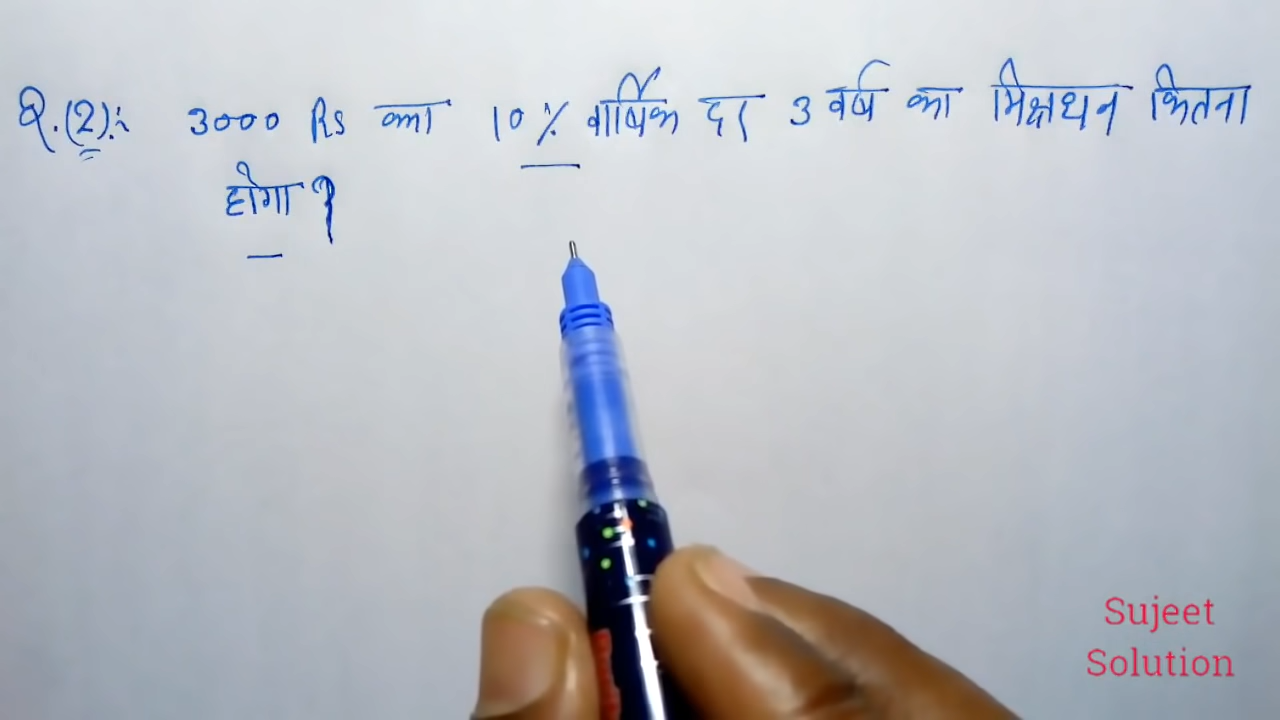 Q.(2):- 3000 Rs का 10% वार्षिक दर 3 वर्ष का मिश्रधन कितना
होगा ?
Sujeet
Solution